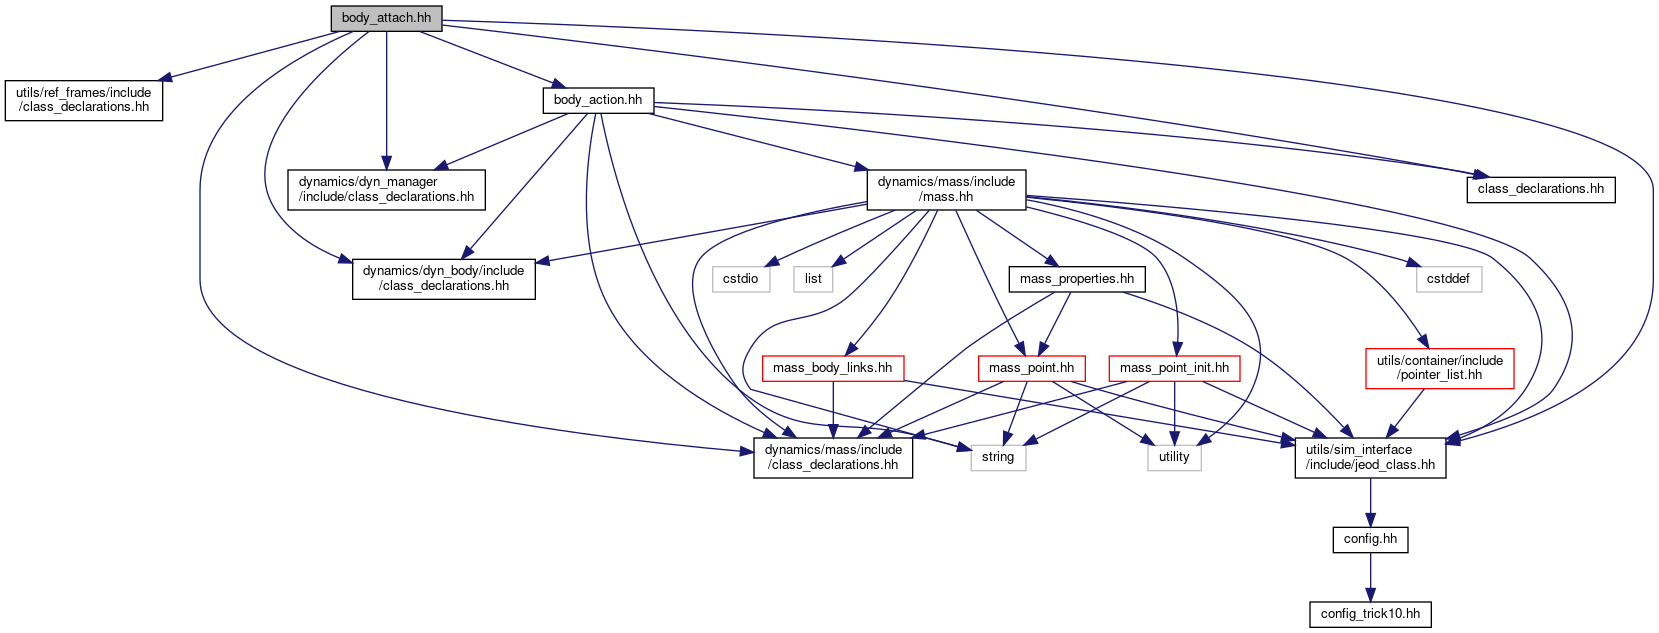 body_attach.hh
utils/ref_frames/include
/class_declarations.hh
body_action.hh
dynamics/dyn_manager
/include/class_declarations.hh
dynamics/mass/include
/mass.hh
class_declarations.hh
dynamics/dyn_body/include
/class_declarations.hh
cstdio
list
mass_properties.hh
cstddef
mass_body_links.hh
mass_point.hh
mass_point_init.hh
utils/container/include
/pointer_list.hh
dynamics/mass/include
/class_declarations.hh
string
utility
utils/sim_interface
/include/jeod_class.hh
config.hh
config_trick10.hh